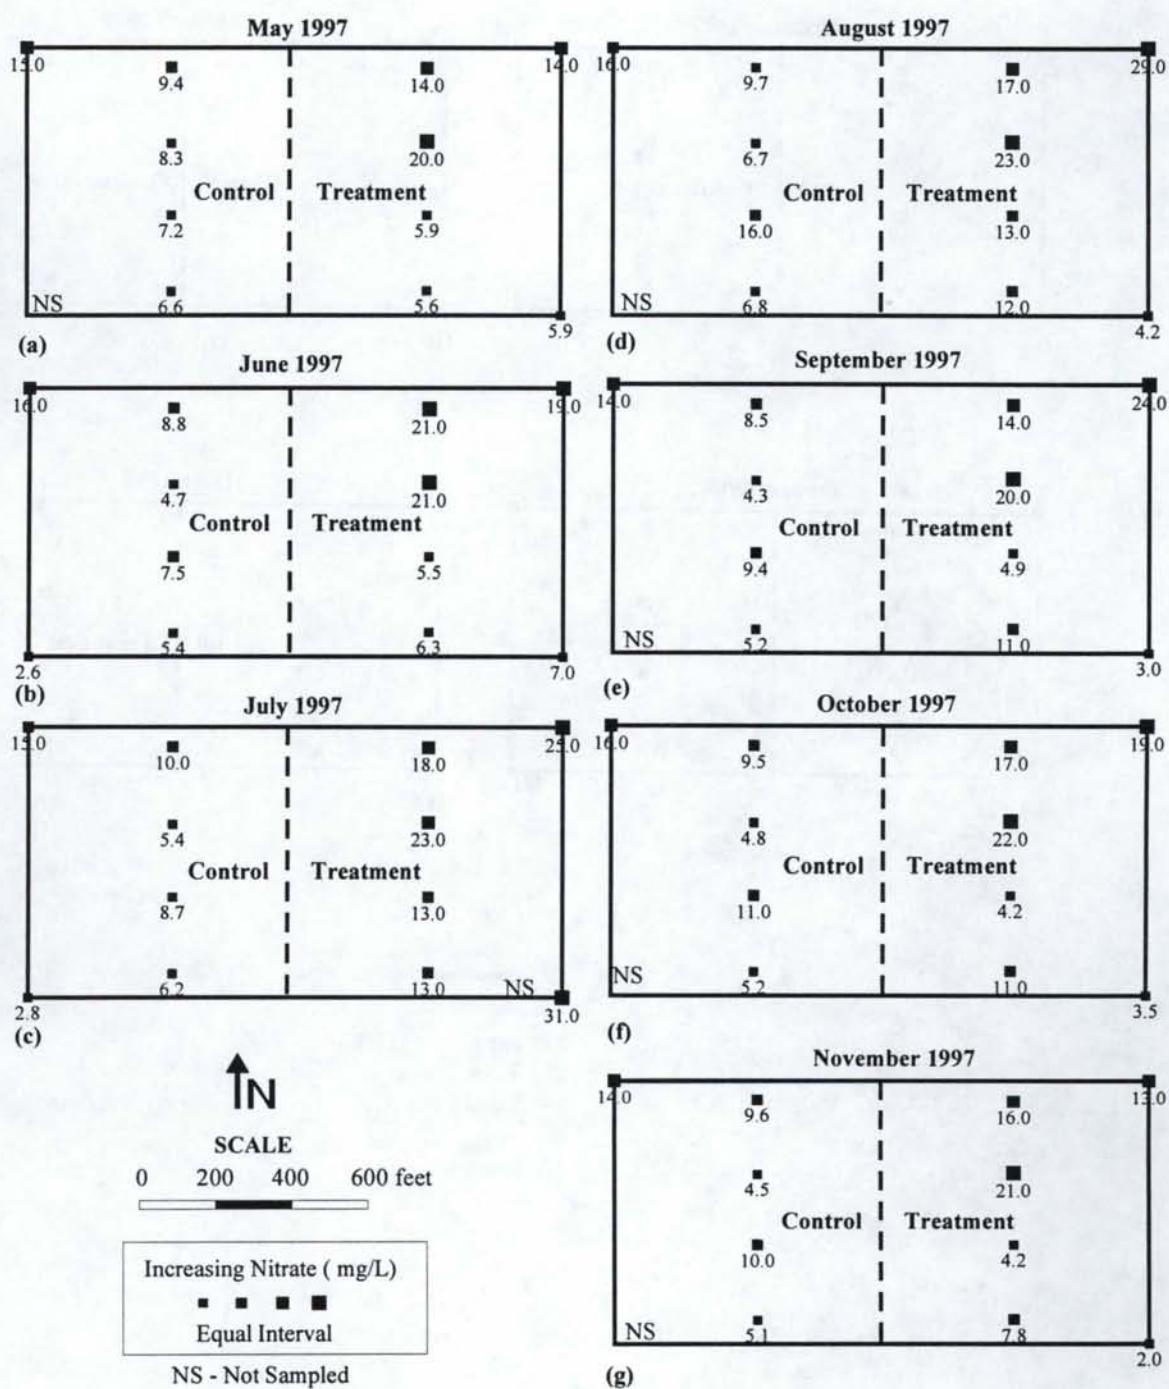 May 1997
15.0
14.0
9.4
14.0
8.3
20.0
Control
Treatment
7.2
5.9
NS
6.6
5.6
5.9
(a)
June 1997
16.0
19.0
8.8
21.0
4.7
21.0
Control
Treatment
7.5
5.5
5.4
6.3
2.6
7.0
(b)
July 1997
15.0
25.0
10.0
18.0
5.4
23.0
Control
Treatment
8.7
13.0
6.2
13.0
NS
2.8
31.0
(c)
N
SCALE
0 200 400 600 feet
Increasing Nitrate ( mg/L)
Equal Interval
NS - Not Sampled
August 1997
16.0
29.0
9.7
17.0
6.7
23.0
Control
Treatment
16.0
13.0
NS
6.8
12.0
4.2
(d)
September 1997
14.0
24.0
8.5
14.0
4.3
20.0
Control
Treatment
9.4
4.9
NS
5.2
11.0
3.0
(e)
October 1997
16.0
19.0
9.5
17.0
4.8
22.0
Control
Treatment
11.0
4.2
NS
5.2
11.0
3.5
(f)
November 1997
14.0
13.0
9.6
16.0
4.5
21.0
Control
Treatment
10.0
4.2
NS
5.1
7.8
2.0
(g)